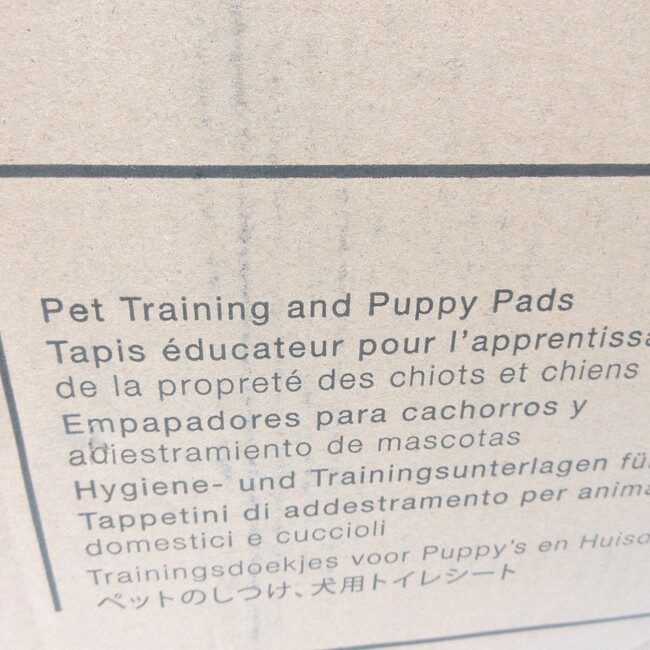 Pet Training and Puppy Pads
Tapis éducateur pour l'apprentissa
de la propreté des chiots et chiens
Empapadores para cachorros y
adiestramiento de mascotas
Hygiene- und Trainingsunterlagen fü
Tappetini di addestramento per anima
domestici e cuccioli
Trainingsdoekjes voor Puppy's en Huisd
ペットのしつけ、犬用トイレシート